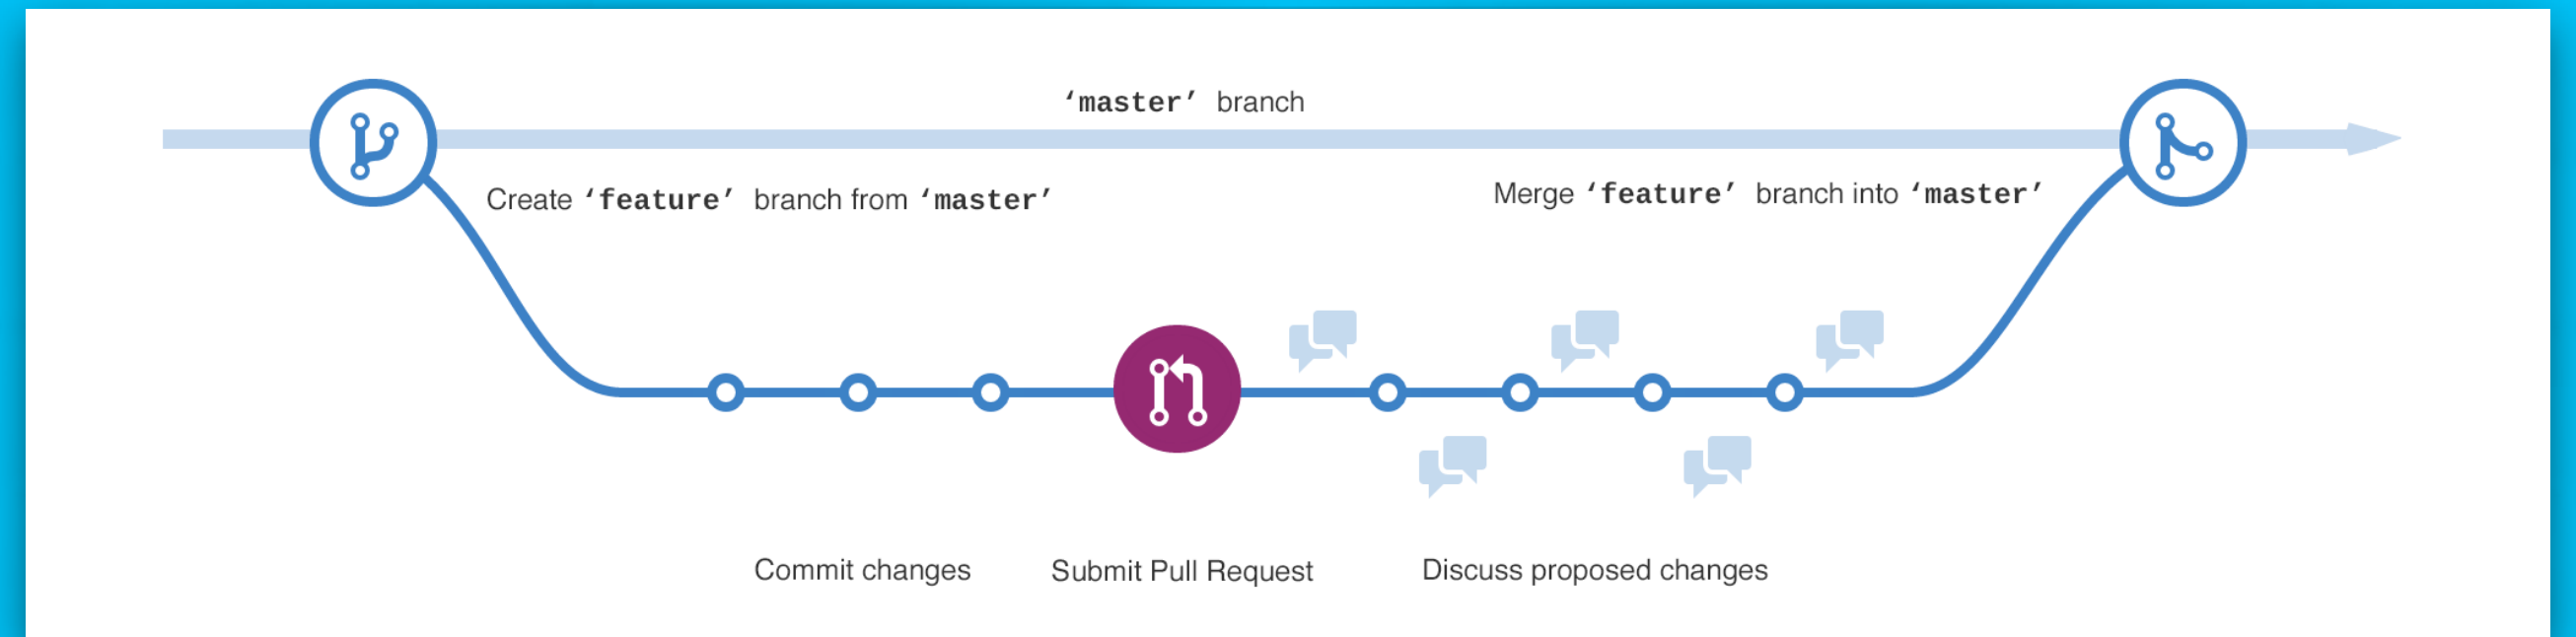 ‘master’ branch
Create ‘feature’ branch from ‘master’
Merge ‘feature’ branch into ‘master’
Commit changes
Submit Pull Request
Discuss proposed changes